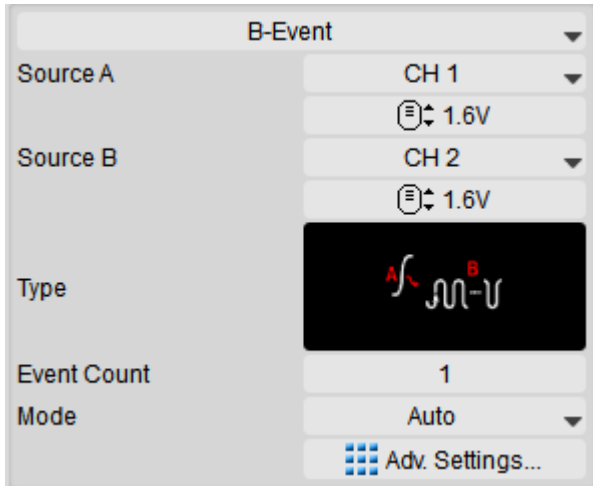 B-Event
Source A CH 1
1.6V
Source B CH 2
1.6V
Type A B
Event Count 1
Mode Auto
Adv. Settings...